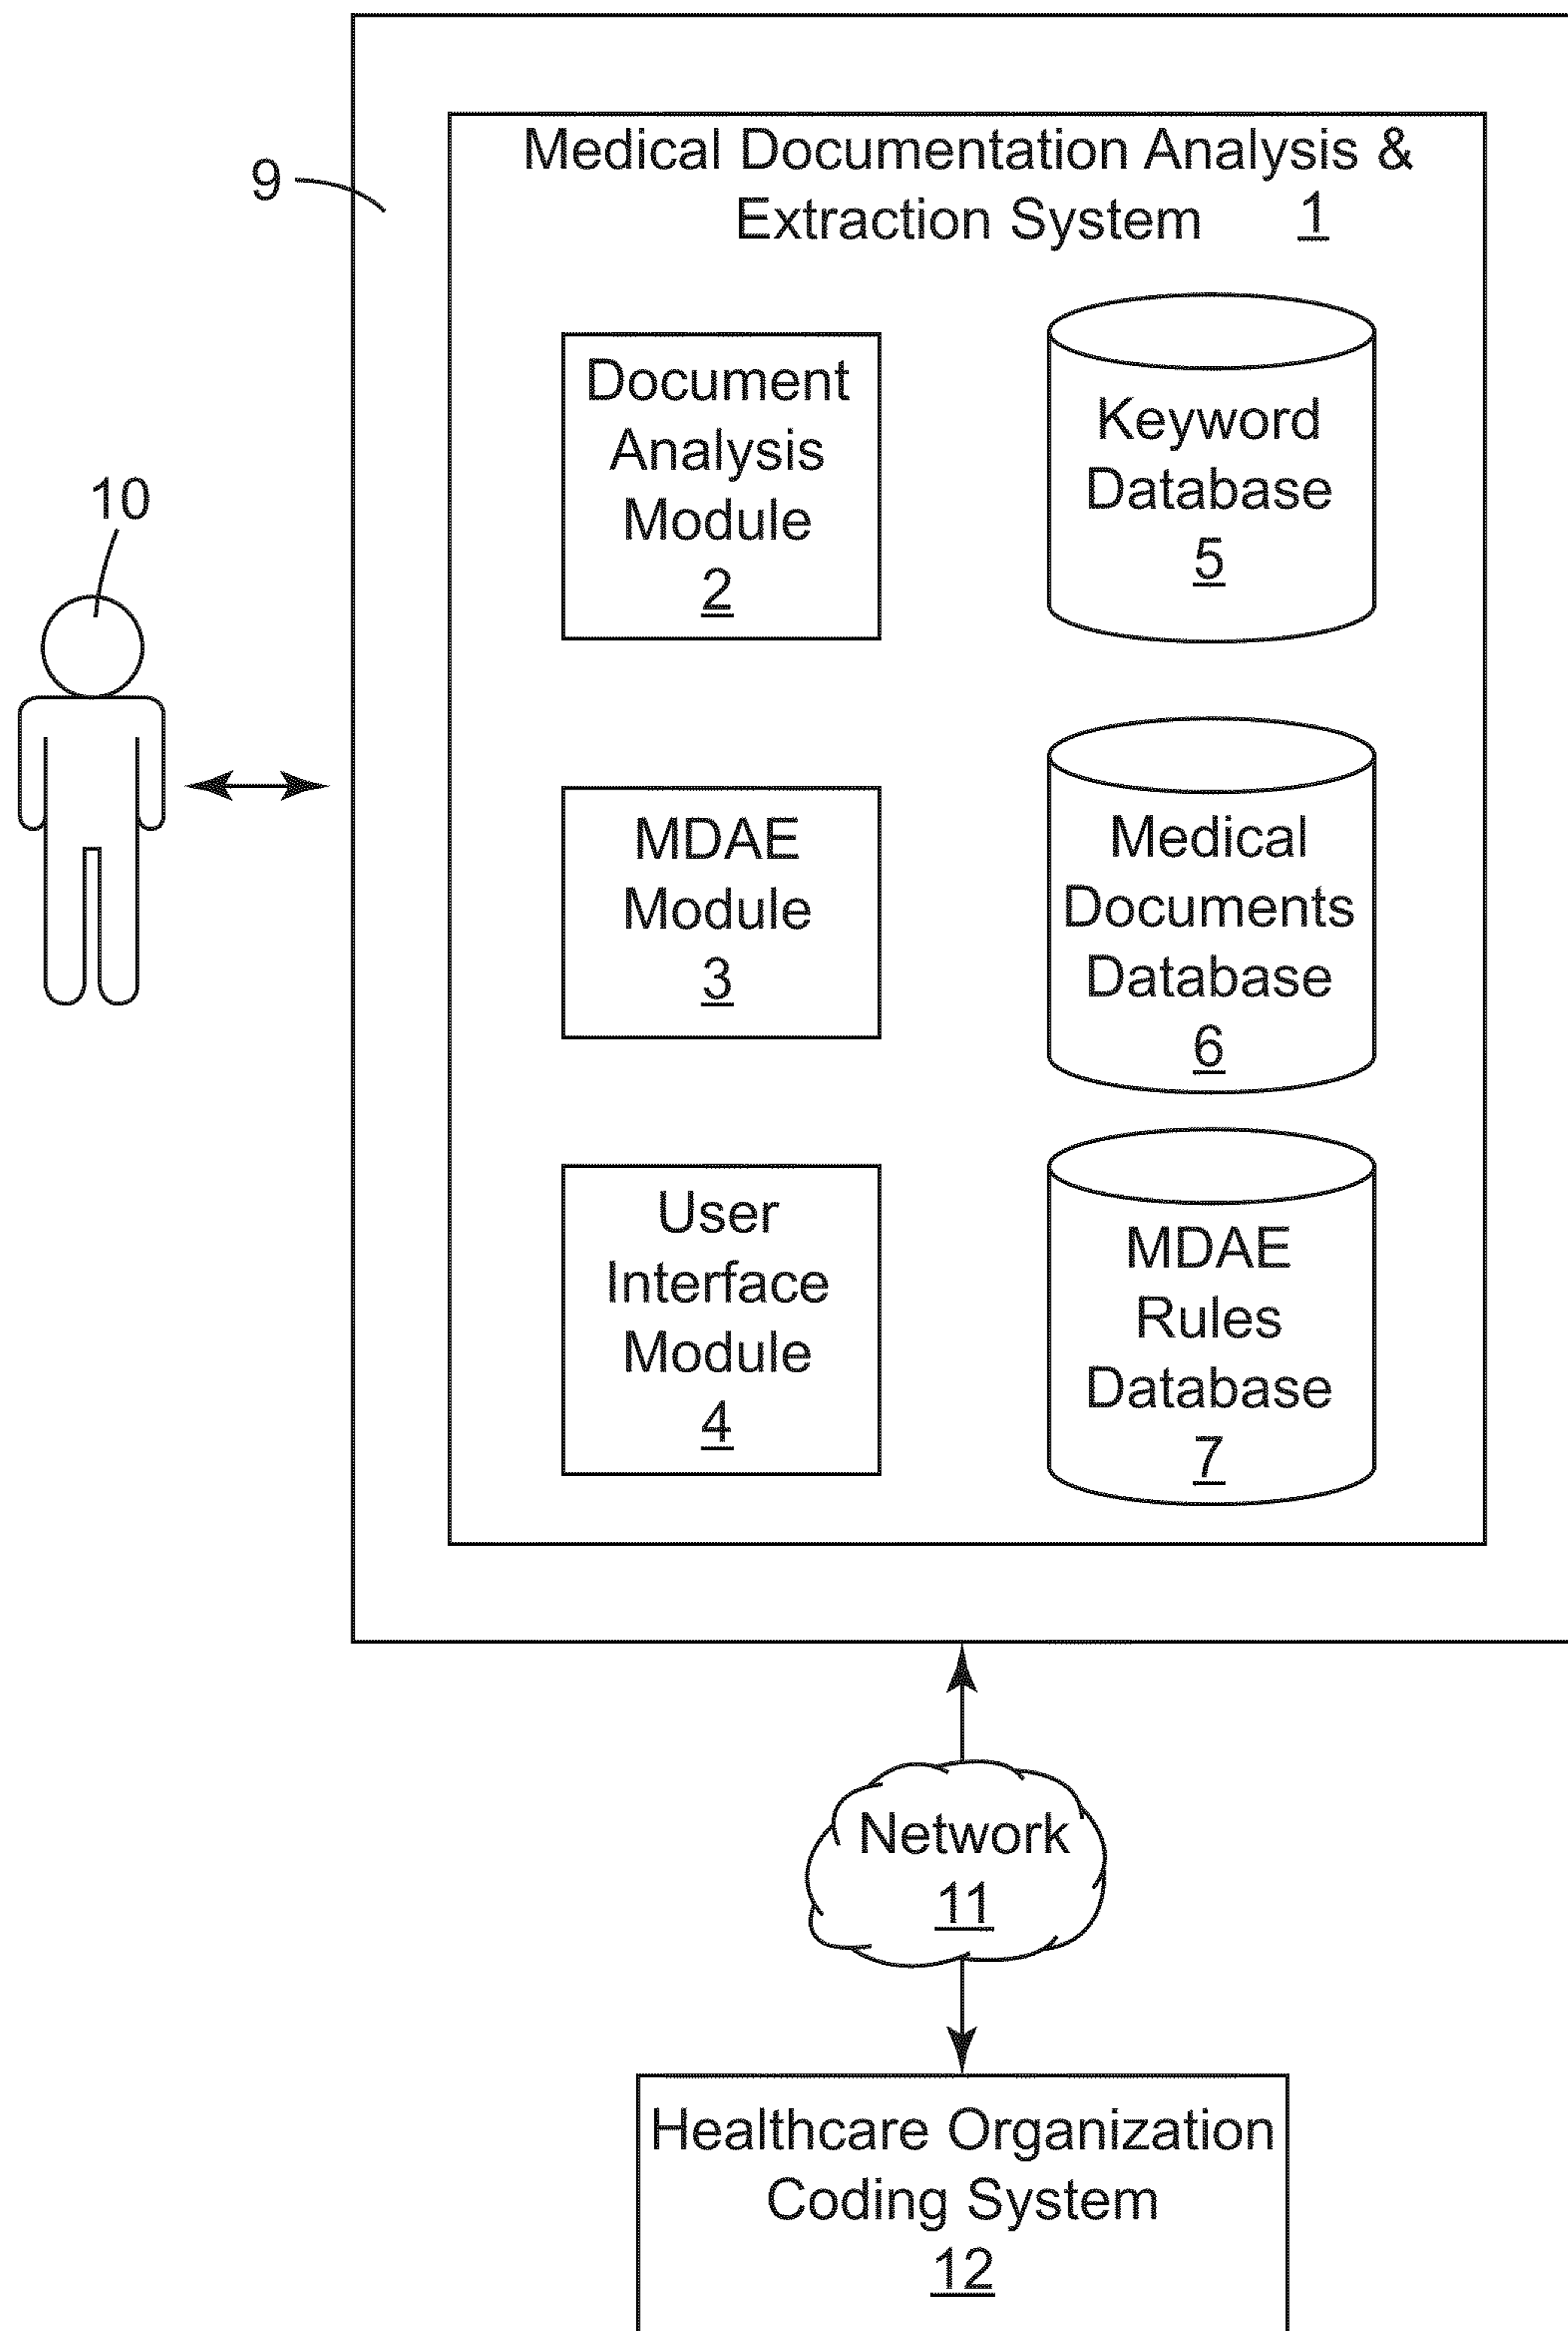 Medical Documentation Analysis &
Extraction System 1
9
Document
Analysis
Module
2
Keyword
Database
5
10
MDAE
Module
3
Medical
Documents
Database
6
User
Interface
Module
4
MDAE
Rules
Database
7
Network
11
Healthcare Organization
Coding System
12